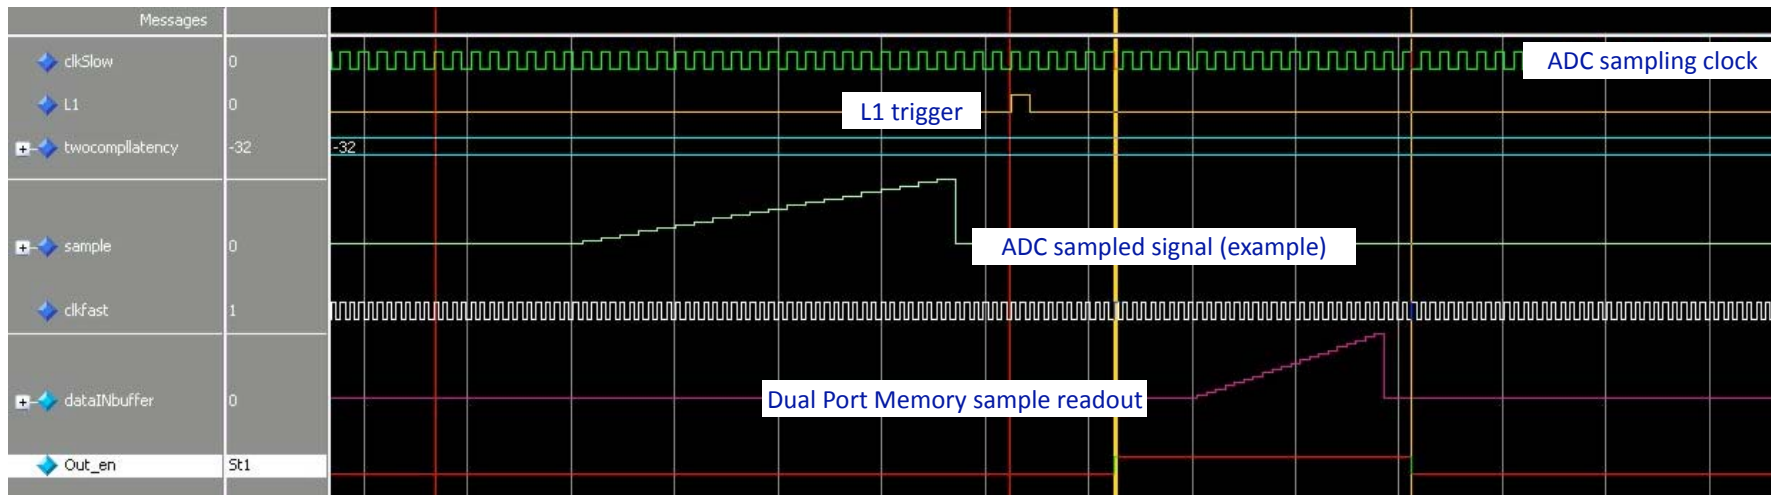 Messages
clkSlow 0 ADC sampling clock
L1 0 L1 trigger
twocompllatency -32 -32
sample 0 ADC sampled signal (example)
clkfast 1
dataINbuffer 0 Dual Port Memory sample readout
Out_en St1